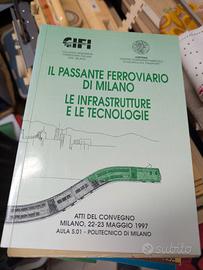 CIFI
IL PASSANTE FERROVIARIO
DI MILANO
LE INFRASTRUTTURE
E LE TECNOLOGIE
ATTI DEL CONVEGNO
MILANO, 22-23 MAGGIO 1997
AULA S.01 - POLITECNICO DI MILANO
subito